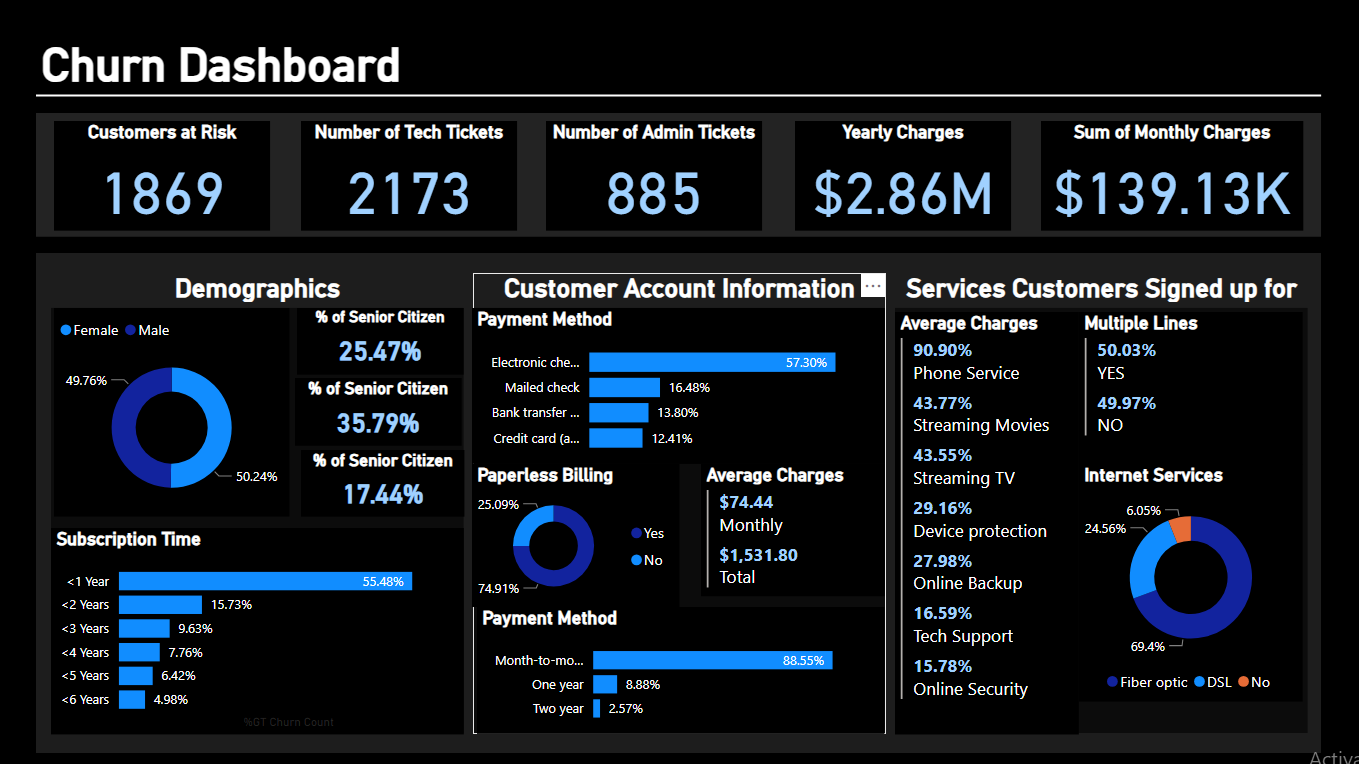 Churn Dashboard
Customers at Risk
1869
Number of Tech Tickets
2173
Number of Admin Tickets
885
Yearly Charges
$2.86M
Sum of Monthly Charges
$139.13K
Demographics
Female Male
49.76%
50.24%
% of Senior Citizen
25.47%
% of Senior Citizen
35.79%
% of Senior Citizen
17.44%
Subscription Time
<1 Year 55.48%
<2 Years 15.73%
<3 Years 9.63%
<4 Years 7.76%
<5 Years 6.42%
<6 Years 4.98%
%GT Churn Count
Customer Account Information
...
Payment Method
Electronic che... 57.30%
Mailed check 16.48%
Bank transfer ... 13.80%
Credit card (a... 12.41%
Paperless Billing
25.09%
74.91%
Yes
No
Average Charges
$74.44
Monthly
$1,531.80
Total
Payment Method
Month-to-mo... 88.55%
One year 8.88%
Two year 2.57%
Services Customers Signed up for
Average Charges
90.90%
Phone Service
43.77%
Streaming Movies
43.55%
Streaming TV
29.16%
Device protection
27.98%
Online Backup
16.59%
Tech Support
15.78%
Online Security
Multiple Lines
50.03%
YES
49.97%
NO
Internet Services
6.05%
24.56%
69.4%
Fiber optic DSL No